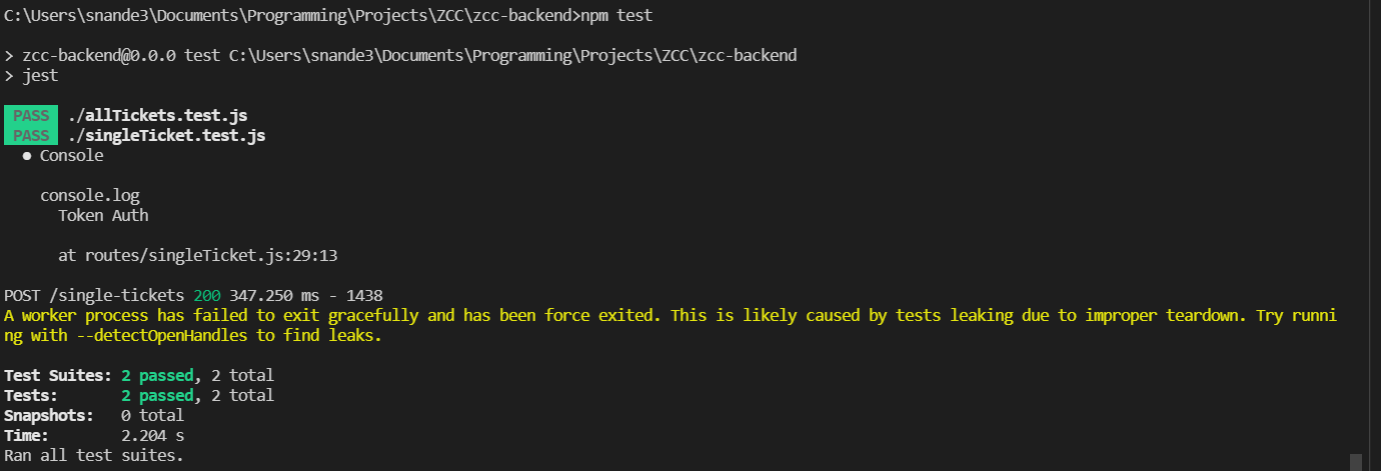 C:\Users\snande3\Documents\Programming\Projects\ZCC\zcc-backend>npm test
> zcc-backend@0.0.0 test C:\Users\snande3\Documents\Programming\Projects\ZCC\zcc-backend
> jest
PASS ./allTickets.test.js
PASS ./singleTicket.test.js
● Console
console.log
Token Auth
at routes/singleTicket.js:29:13
POST /single-tickets 200 347.250 ms - 1438
A worker process has failed to exit gracefully and has been force exited. This is likely caused by tests leaking due to improper teardown. Try runni
ng with --detectOpenHandles to find leaks.
Test Suites: 2 passed, 2 total
Tests: 2 passed, 2 total
Snapshots: 0 total
Time: 2.204 s
Ran all test suites.